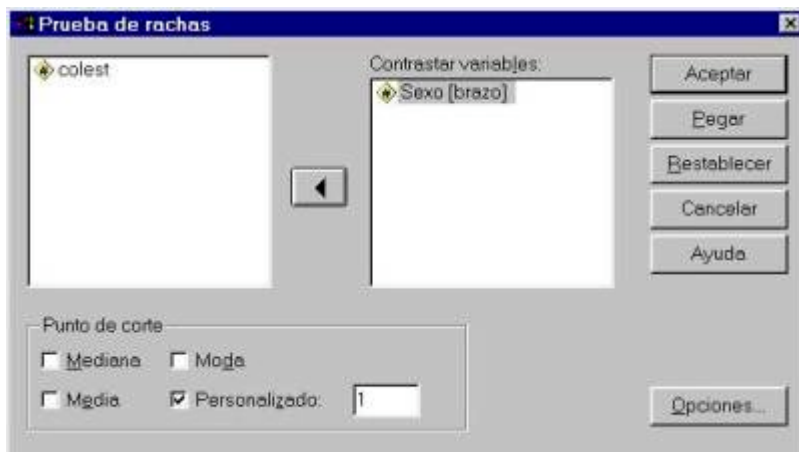 Prueba de rachas
colest
Contrastar variables:
Sexo [brazo]
Aceptar
Pegar
Restablecer
Cancelar
Ayuda
Punto de corte
Mediana
Moda
Media
Personalizado:
1
Opciones...